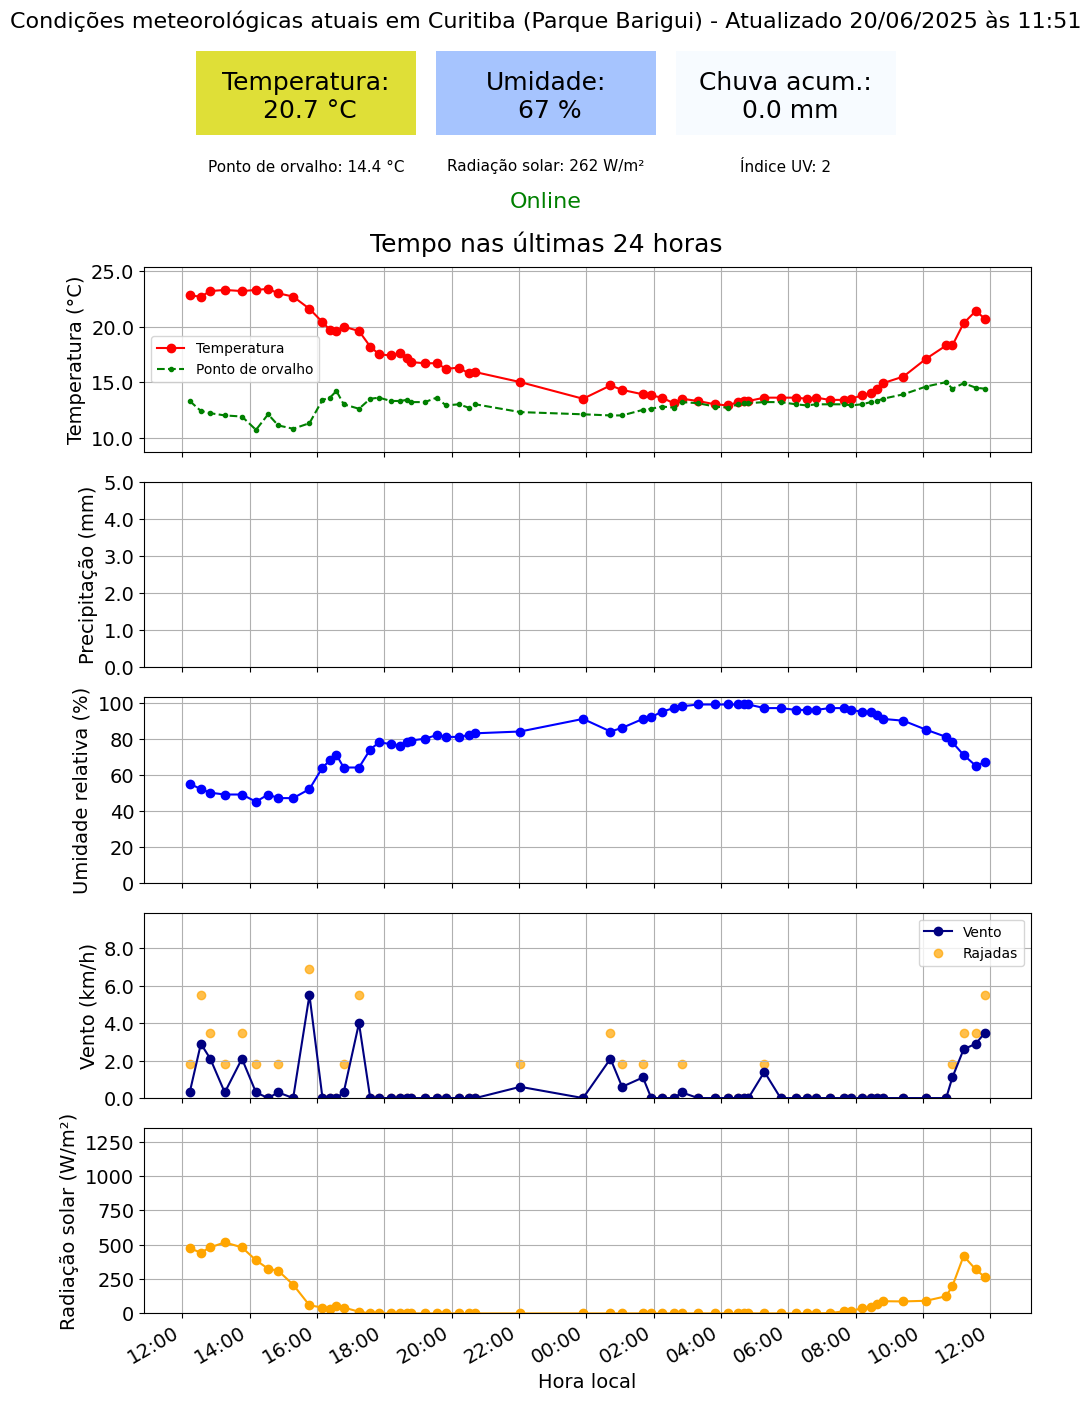 Condições meteorológicas atuais em Curitiba (Parque Barigui) - Atualizado 20/06/2025 às 11:51
Temperatura:
20.7 °C
Umidade:
67 %
Chuva acum.:
0.0 mm
Ponto de orvalho: 14.4 °C
Radiação solar: 262 W/m²
Índice UV: 2
Online
Tempo nas últimas 24 horas
Temperatura (°C)
25.0
20.0
15.0
10.0
Temperatura
Ponto de orvalho
Precipitação (mm)
5.0
4.0
3.0
2.0
1.0
0.0
Umidade relativa (%)
100
80
60
40
20
0
Vento (km/h)
8.0
6.0
4.0
2.0
0.0
Vento
Rajadas
Radiação solar (W/m²)
1250
1000
750
500
250
0
12:00
14:00
16:00
18:00
20:00
22:00
00:00
02:00
04:00
06:00
08:00
10:00
12:00
Hora local